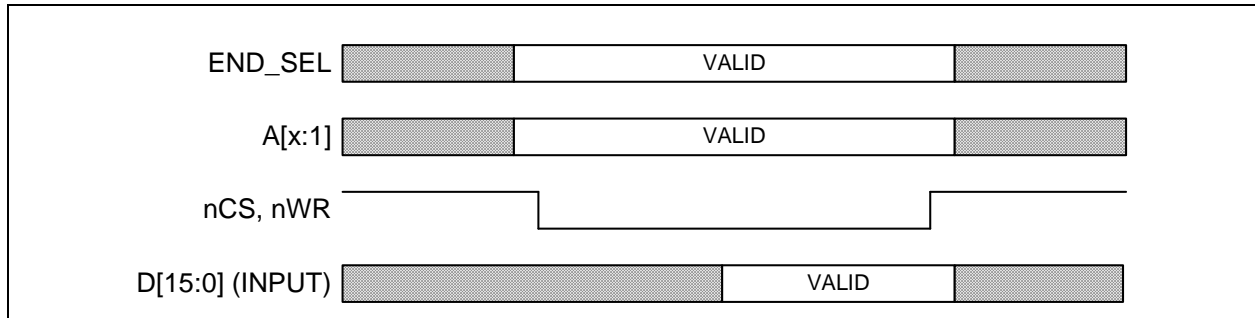 END_SEL VALID
A[x:1] VALID
nCS, nWR
D[15:0] (INPUT) VALID